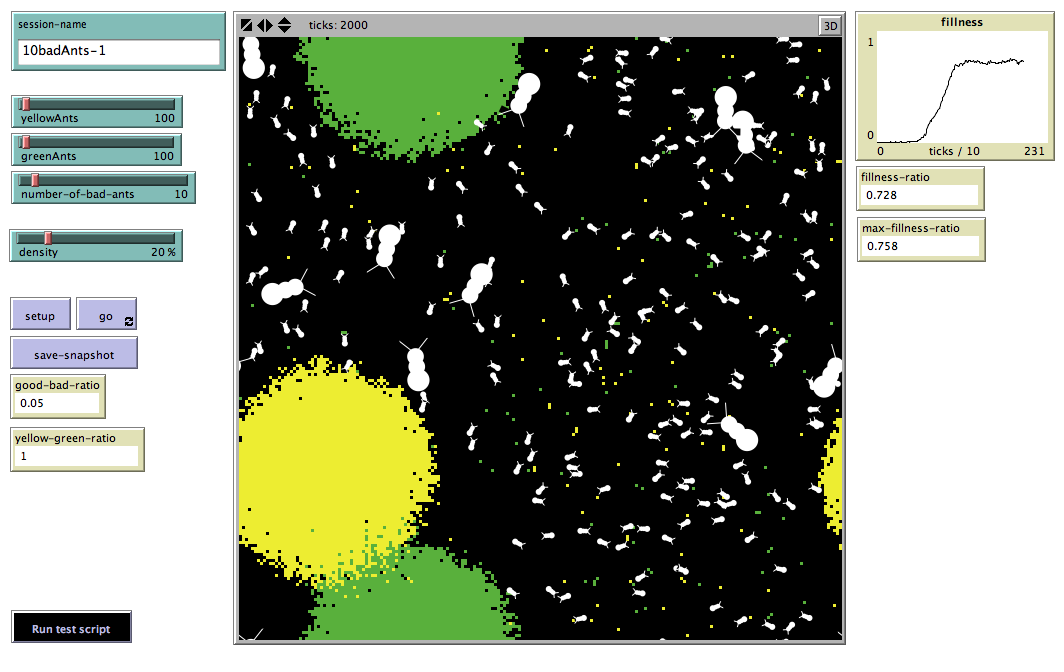 session-name
10badAnts-1
yellowAnts 100
greenAnts 100
number-of-bad-ants 10
density 20 %
setup go
save-snapshot
good-bad-ratio
0.05
yellow-green-ratio
1
Run test script
ticks: 2000 3D
fillness
1
0
0 ticks / 10 231
fillness-ratio
0.728
max-fillness-ratio
0.758